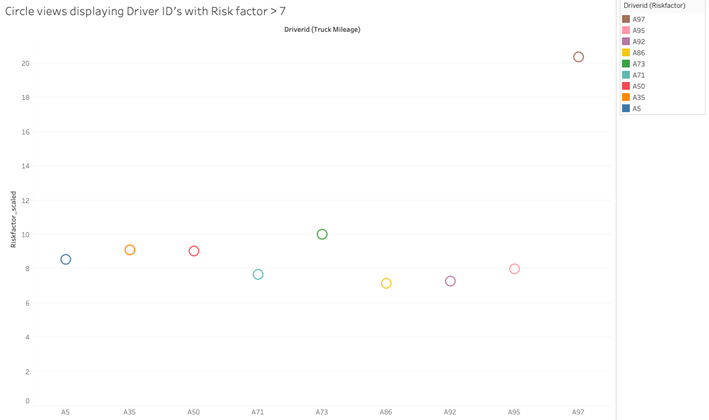 Circle views displaying Driver ID's with Risk factor > 7
Driverid (Truck Mileage)
Riskfactor_scaled
20
18
16
14
12
10
8
6
4
2
0
A5 A35 A50 A71 A73 A86 A92 A95 A97
Driverid (Riskfactor)
A97
A95
A92
A86
A73
A71
A50
A35
A5